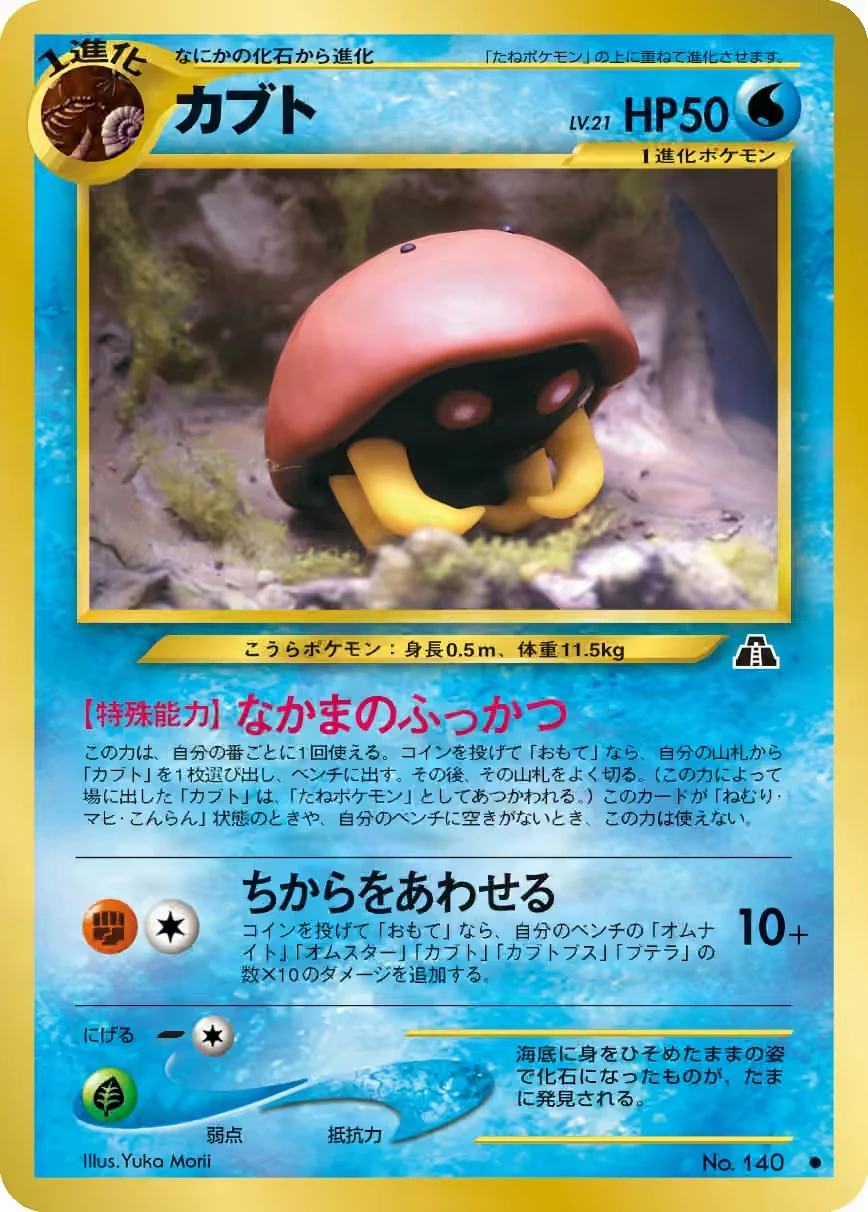 1進化
なにかの化石から進化
「たねポケモン」の上に重ねて進化させます。
カブト
LV.21 HP50
1進化ポケモン
こうらポケモン：身長0.5m、体重11.5kg
【特殊能力】なかまのふっかつ
この力は、自分の番ごとに1回使える。コインを投げて「おもて」なら、自分の山札から
「カブト」を1枚選び出し、ベンチに出す。その後、その山札をよく切る。（この力によって
場に出した「カブト」は、「たねポケモン」としてあつかわれる。）このカードが「ねむり・
マヒ・こんらん」状態のときや、自分のベンチに空きがないとき、この力は使えない。
ちからをあわせる
コインを投げて「おもて」なら、自分のベンチの「オムナ
イト」「オムスター」「カブト」「カブトプス」「プテラ」の
数×10のダメージを追加する。
10+
にげる
弱点
抵抗力
海底に身をひそめたままの姿
で化石になったものが、たま
に発見される。
Illus.Yuka Morii
No. 140